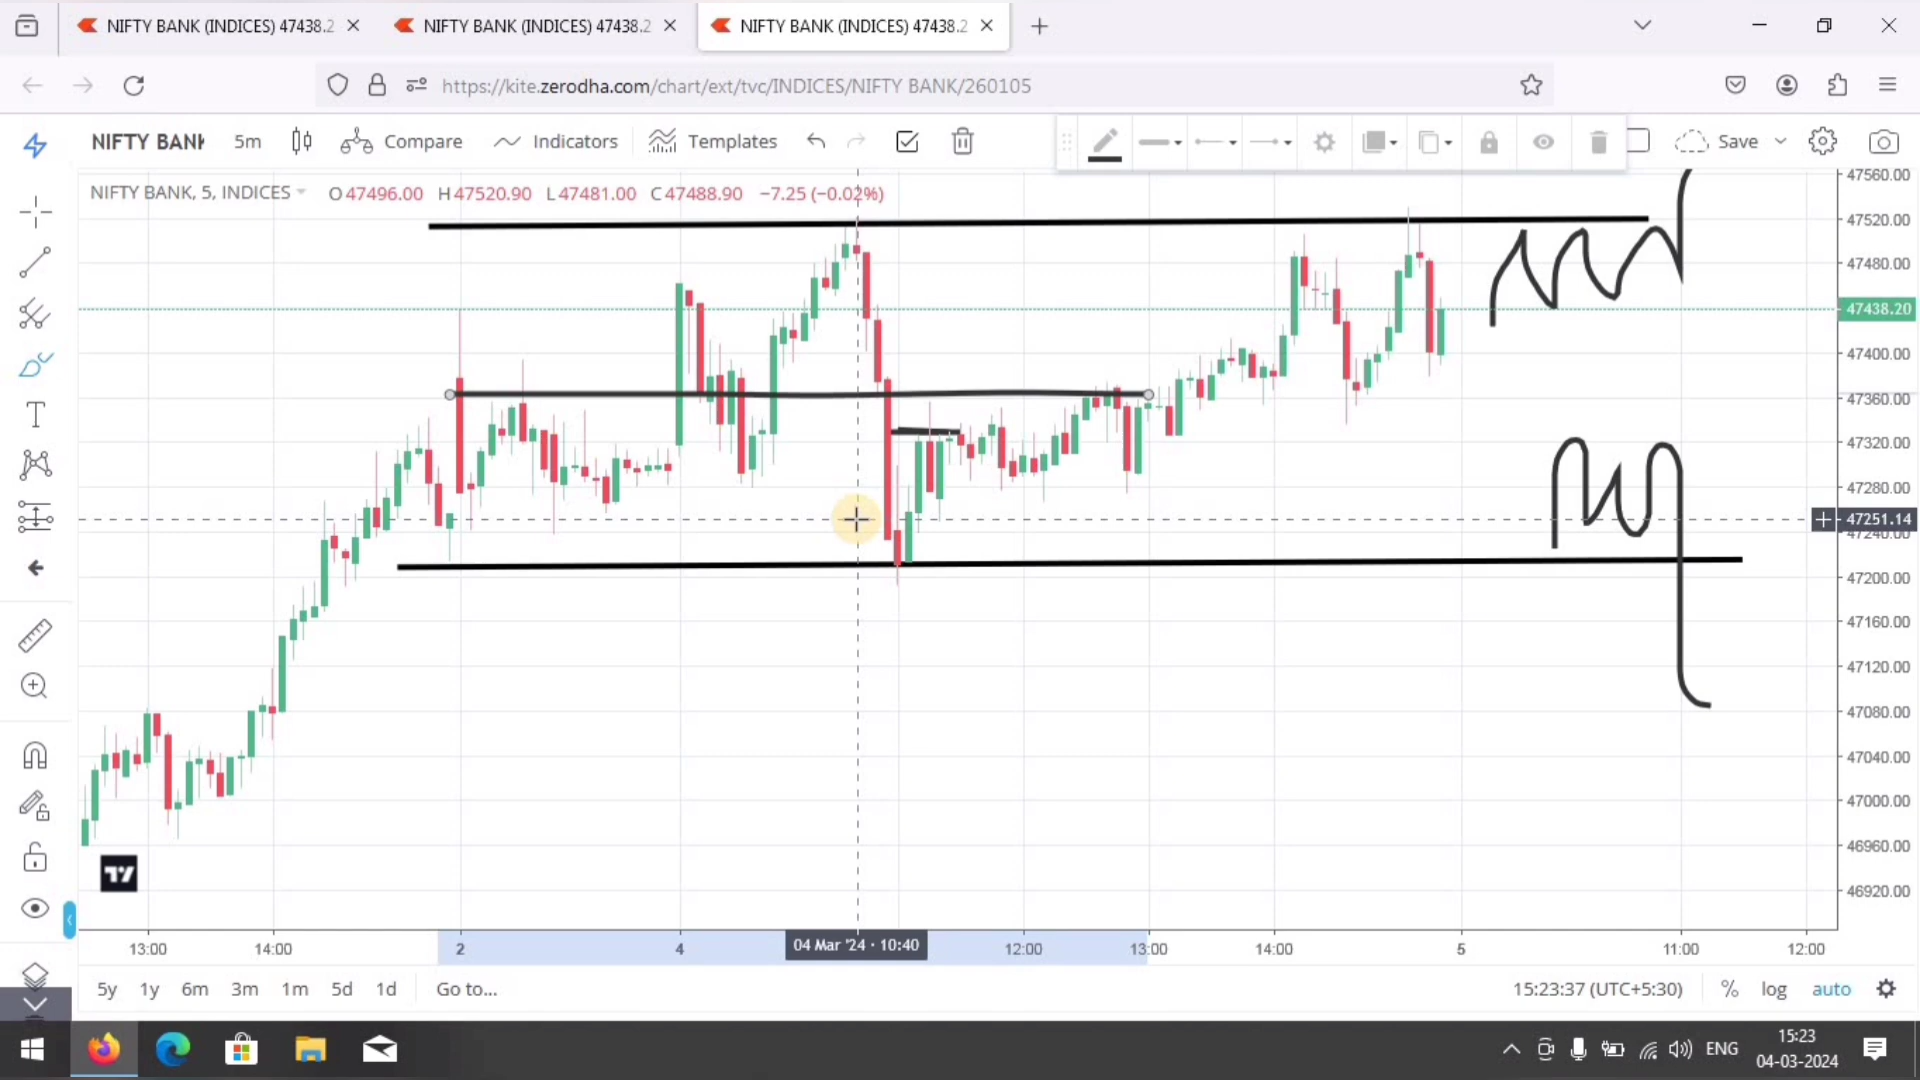 NIFTY BANK (INDICES) 47438.2 NIFTY BANK (INDICES) 47438.2 NIFTY BANK (INDICES) 47438.2
https://kite.zerodha.com/chart/ext/tvc/INDICES/NIFTY BANK/260105
NIFTY BANK 5m Compare Indicators Templates Save
NIFTY BANK, 5, INDICES O47496.00 H47520.90 L47481.00 C47488.90 −7.25 (−0.02%)
47560.00
47520.00
47480.00
47438.20
47400.00
47360.00
47320.00
47280.00
47251.14
47240.00
47200.00
47160.00
47120.00
47080.00
47040.00
47000.00
46960.00
46920.00
13:00 14:00 2 4 04 Mar '24 · 10:40 12:00 13:00 14:00 5 11:00 12:00
5y 1y 6m 3m 1m 5d 1d Go to... 15:23:37 (UTC+5:30) % log auto
ENG 15:23
04-03-2024